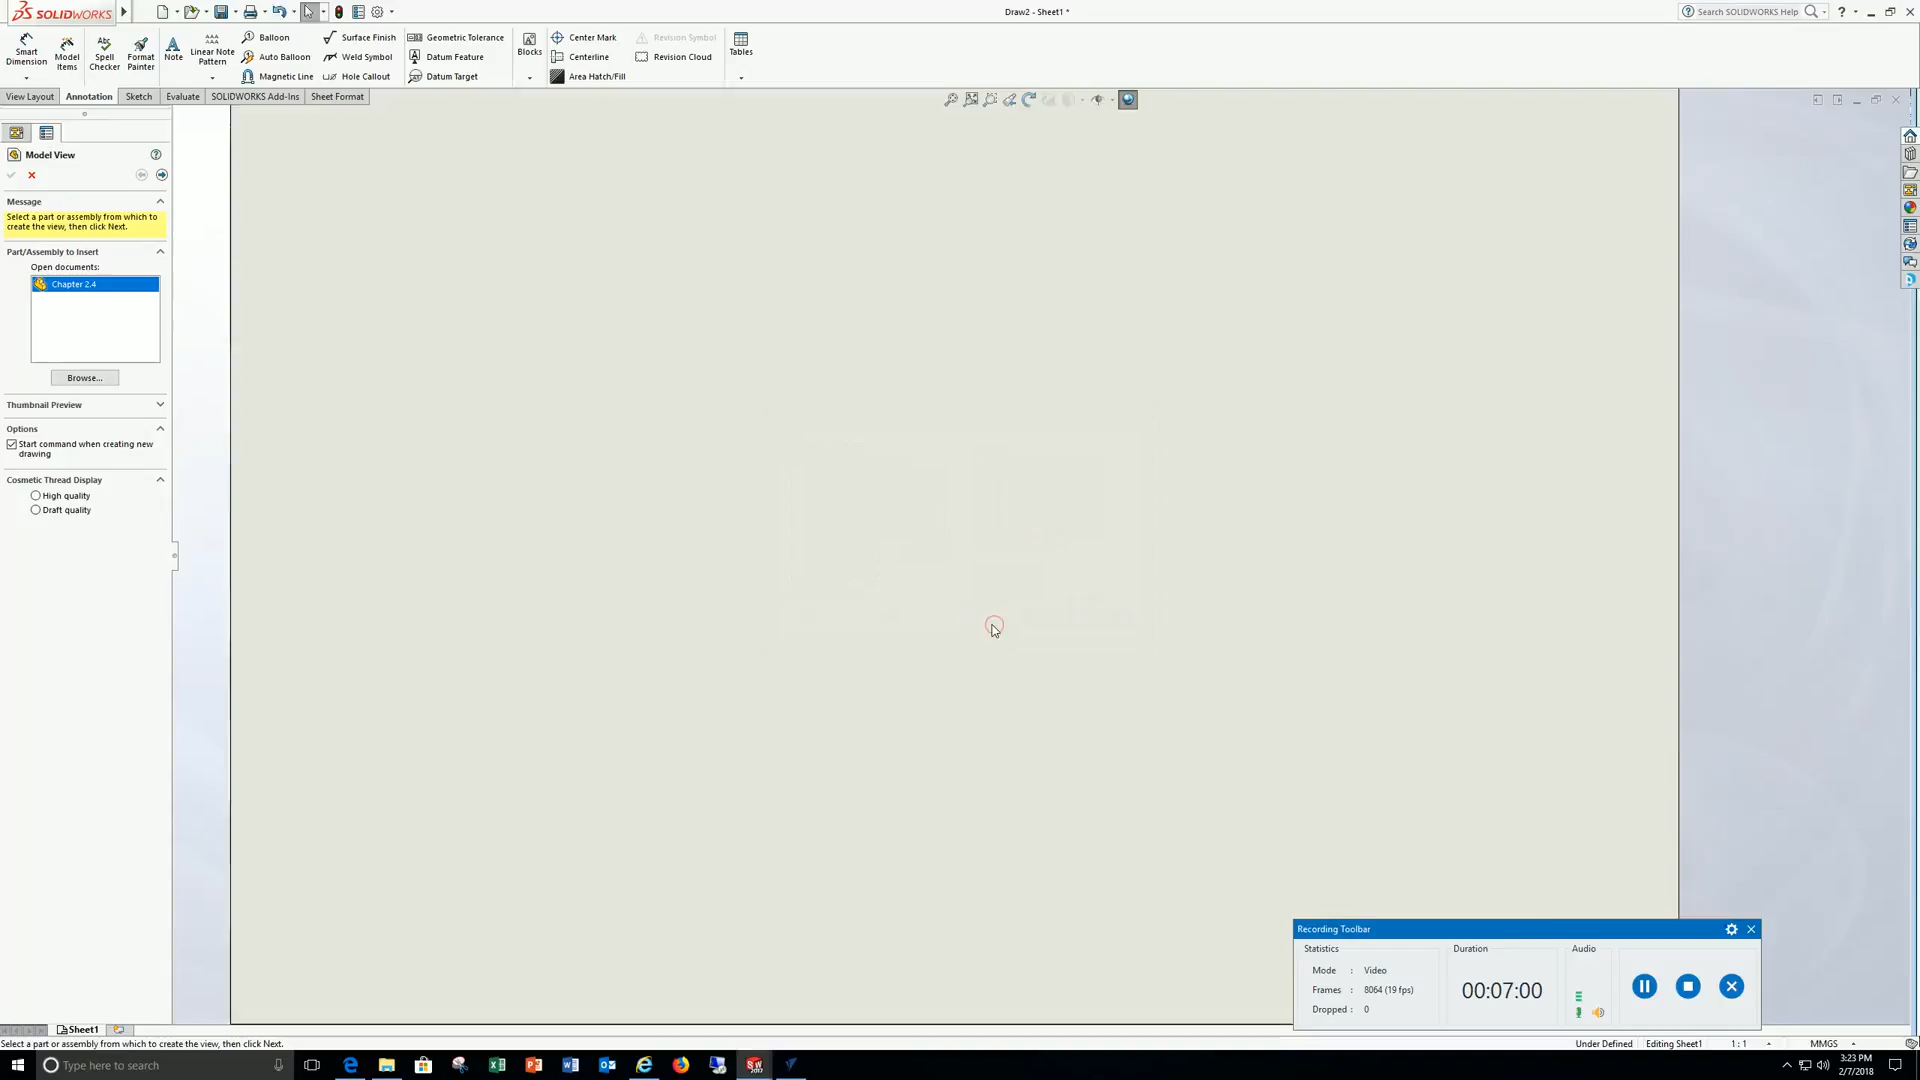 SOLIDWORKS
Draw2 - Sheet1 *
Search SOLIDWORKS Help
Smart Dimension
Model Items
Spell Checker
Format Painter
Note
Linear Note Pattern
Balloon
Auto Balloon
Magnetic Line
Surface Finish
Weld Symbol
Hole Callout
Geometric Tolerance
Datum Feature
Datum Target
Blocks
Center Mark
Centerline
Area Hatch/Fill
Revision Symbol
Revision Cloud
Tables
View Layout
Annotation
Sketch
Evaluate
SOLIDWORKS Add-Ins
Sheet Format
Model View
Message
Select a part or assembly from which to
create the view, then click Next.
Part/Assembly to Insert
Open documents:
Chapter 2.4
Browse...
Thumbnail Preview
Options
Start command when creating new
drawing
Cosmetic Thread Display
High quality
Draft quality
Recording Toolbar
Statistics
Mode : Video
Frames : 8064 (19 fps)
Dropped : 0
Duration
00:07:00
Audio
Sheet1
Select a part or assembly from which to create the view, then click Next.
Under Defined
Editing Sheet1
1 : 1
MMGS
Type here to search
3:23 PM
2/7/2018